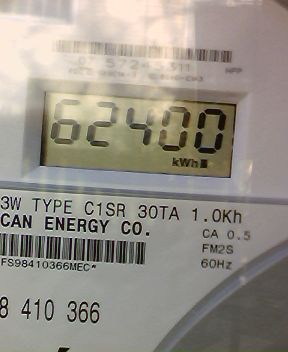 62400
kWh
3W TYPE C1SR 30TA 1.0Kh
CAN ENERGY CO.
CA 0.5
FM2S
FS98410366MEC*
60Hz
8 410 366